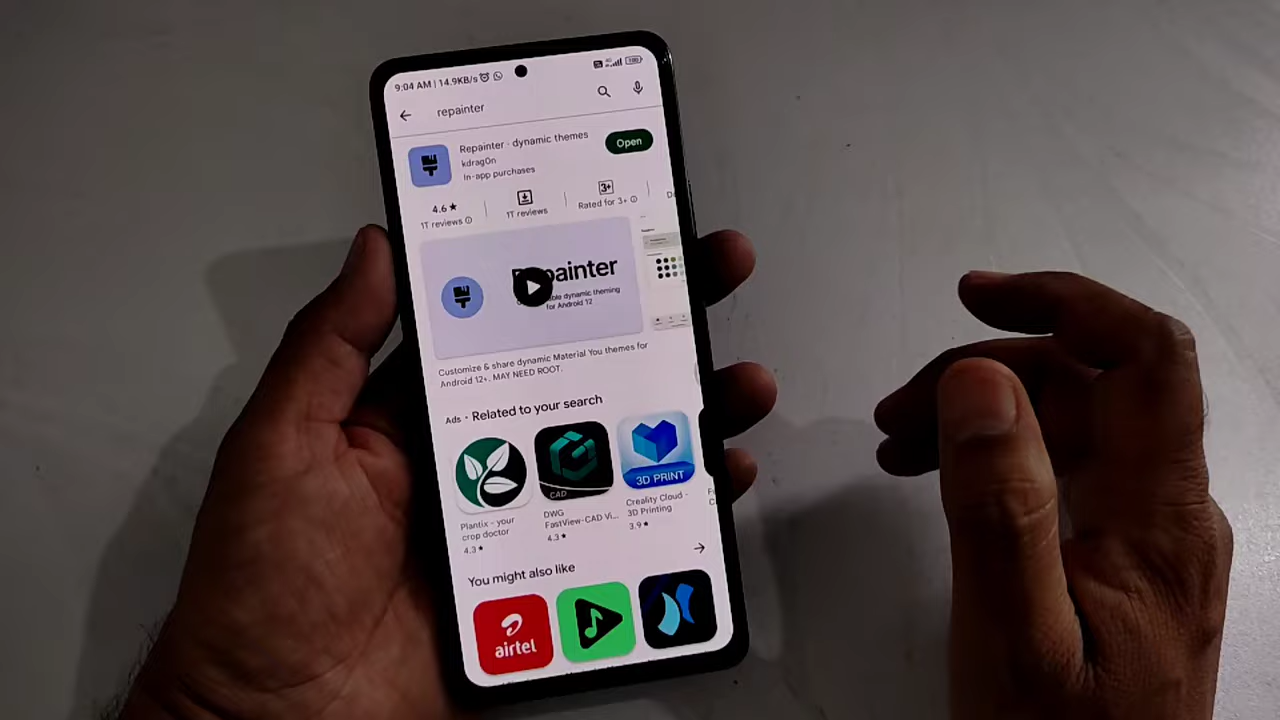 9:04 AM | 14.9KB/s
4G
100
repainter
Repainter - dynamic themes
kdrag0n
In-app purchases
Open
4.6★
1T reviews
1T reviews
3+
Rated for 3+
Repainter
dynamic theming
for Android 12
Customize & share dynamic Material You themes for
Android 12+. MAY NEED ROOT.
Ads · Related to your search
CAD
3D PRINT
Plantix - your
crop doctor
4.3★
DWG
FastView-CAD Vi...
4.3★
Creality Cloud -
3D Printing
3.9★
You might also like
airtel